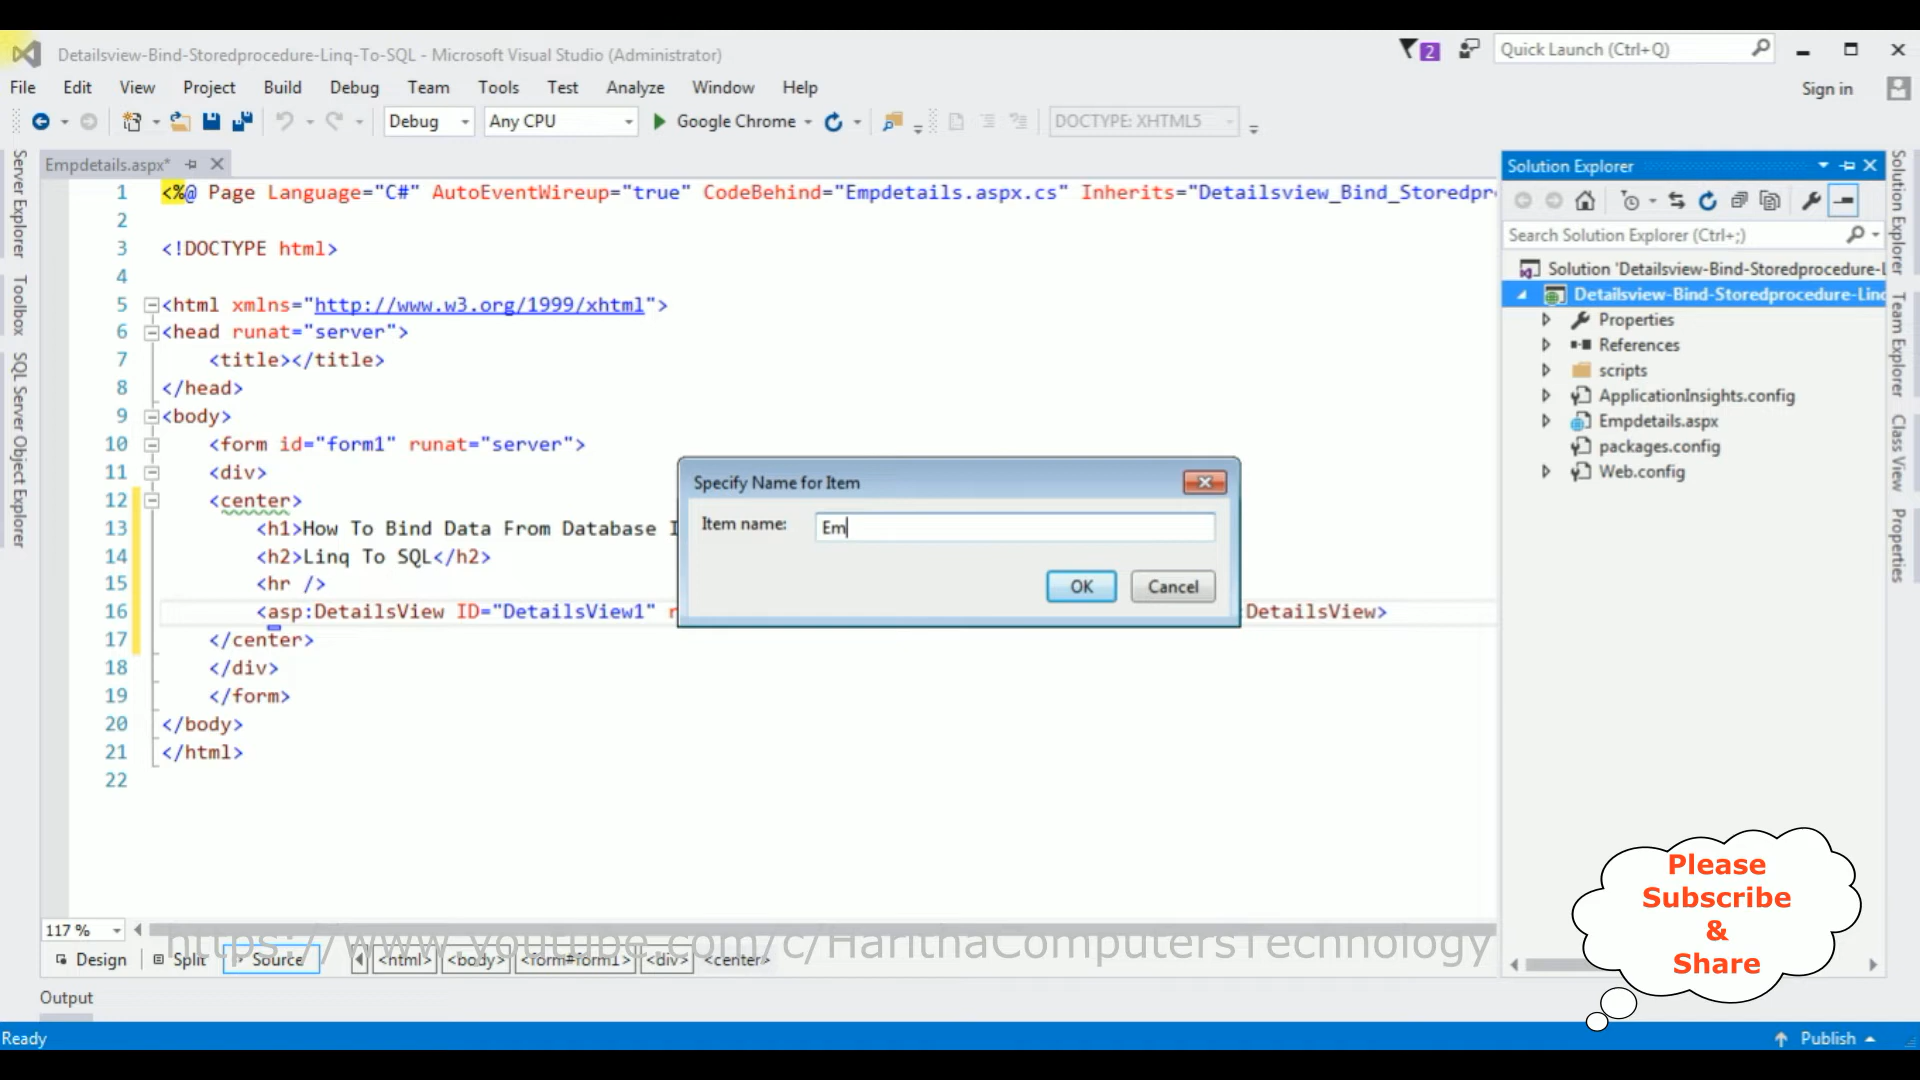 Detailsview-Bind-Storedprocedure-Linq-To-SQL - Microsoft Visual Studio (Administrator)
2
Quick Launch (Ctrl+Q)
File Edit View Project Build Debug Team Tools Test Analyze Window Help
Sign in
Debug Any CPU Google Chrome DOCTYPE: XHTML5
Server Explorer
Toolbox
SQL Server Object Explorer
Empdetails.aspx*
1 <%@ Page Language="C#" AutoEventWireup="true" CodeBehind="Empdetails.aspx.cs" Inherits="Detailsview_Bind_Storedpr
2
3 <!DOCTYPE html>
4
5 <html xmlns="http://www.w3.org/1999/xhtml">
6 <head runat="server">
7 <title></title>
8 </head>
9 <body>
10 <form id="form1" runat="server">
11 <div>
12 <center>
13 <h1>How To Bind Data From Database
14 <h2>Linq To SQL</h2>
15 <hr />
16 <asp:DetailsView ID="DetailsView1" :DetailsView>
17 </center>
18 </div>
19 </form>
20 </body>
21 </html>
22
Specify Name for Item
Item name: Em
OK Cancel
Solution Explorer
Search Solution Explorer (Ctrl+;)
Solution 'Detailsview-Bind-Storedprocedure-L
Detailsview-Bind-Storedprocedure-Linq
Properties
References
scripts
ApplicationInsights.config
Empdetails.aspx
packages.config
Web.config
Solution Explorer
Team Explorer
Class View
Properties
Please
Subscribe
&
Share
117 %
https://www.youtube.com/c/HarithaComputersTechnology
Design Split Source <html> <body> <form#form1> <div> <center>
Output
Ready
Publish